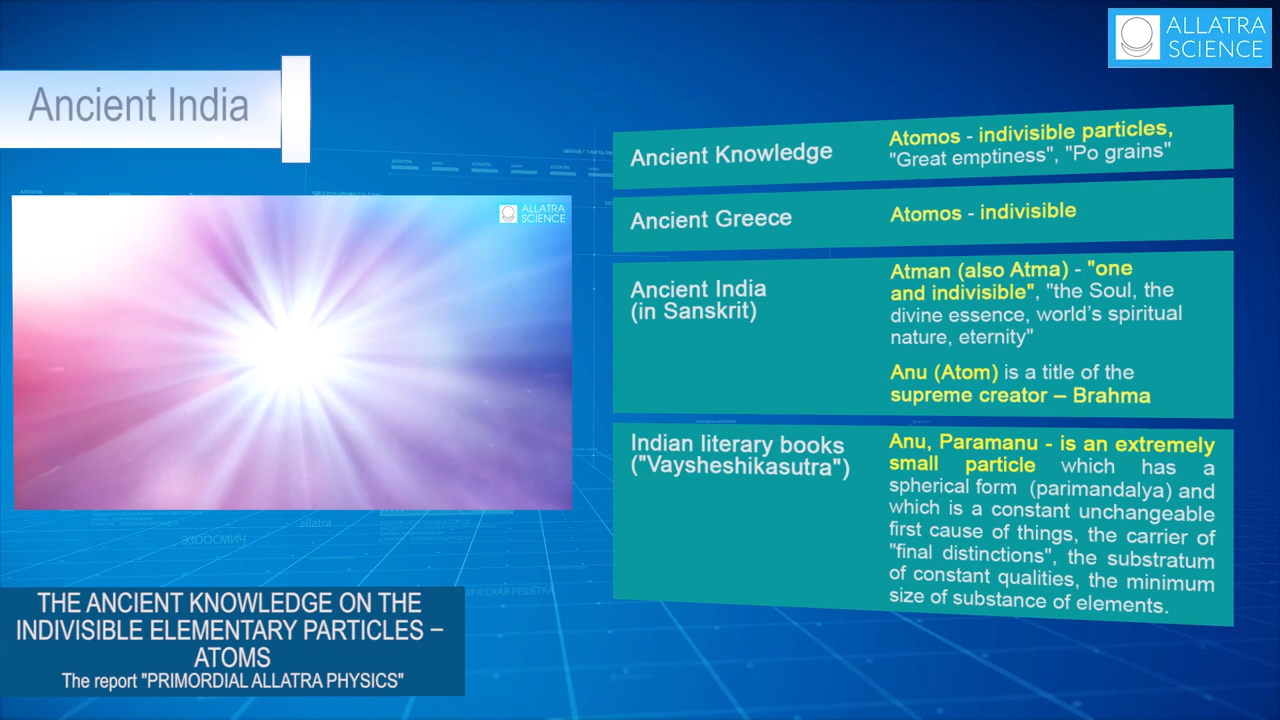 ALLATRA
SCIENCE
Ancient India
Ancient Knowledge
Atomos - indivisible particles,
"Great emptiness", "Po grains"
Ancient Greece
Atomos - indivisible
Ancient India
(in Sanskrit)
Atman (also Atma) - "one
and indivisible", "the Soul, the
divine essence, world's spiritual
nature, eternity"
Anu (Atom) is a title of the
supreme creator – Brahma
Indian literary books
("Vaysheshikasutra")
Anu, Paramanu - is an extremely
small particle which has a
spherical form (parimandalya) and
which is a constant unchangeable
first cause of things, the carrier of
"final distinctions", the substratum
of constant qualities, the minimum
size of substance of elements.
ALLATRA
SCIENCE
allatra
ЭЗООСМИЧ
ИЧЕСКАЯ РЕШЁТКА
THE ANCIENT KNOWLEDGE ON THE
INDIVISIBLE ELEMENTARY PARTICLES –
ATOMS
The report "PRIMORDIAL ALLATRA PHYSICS"